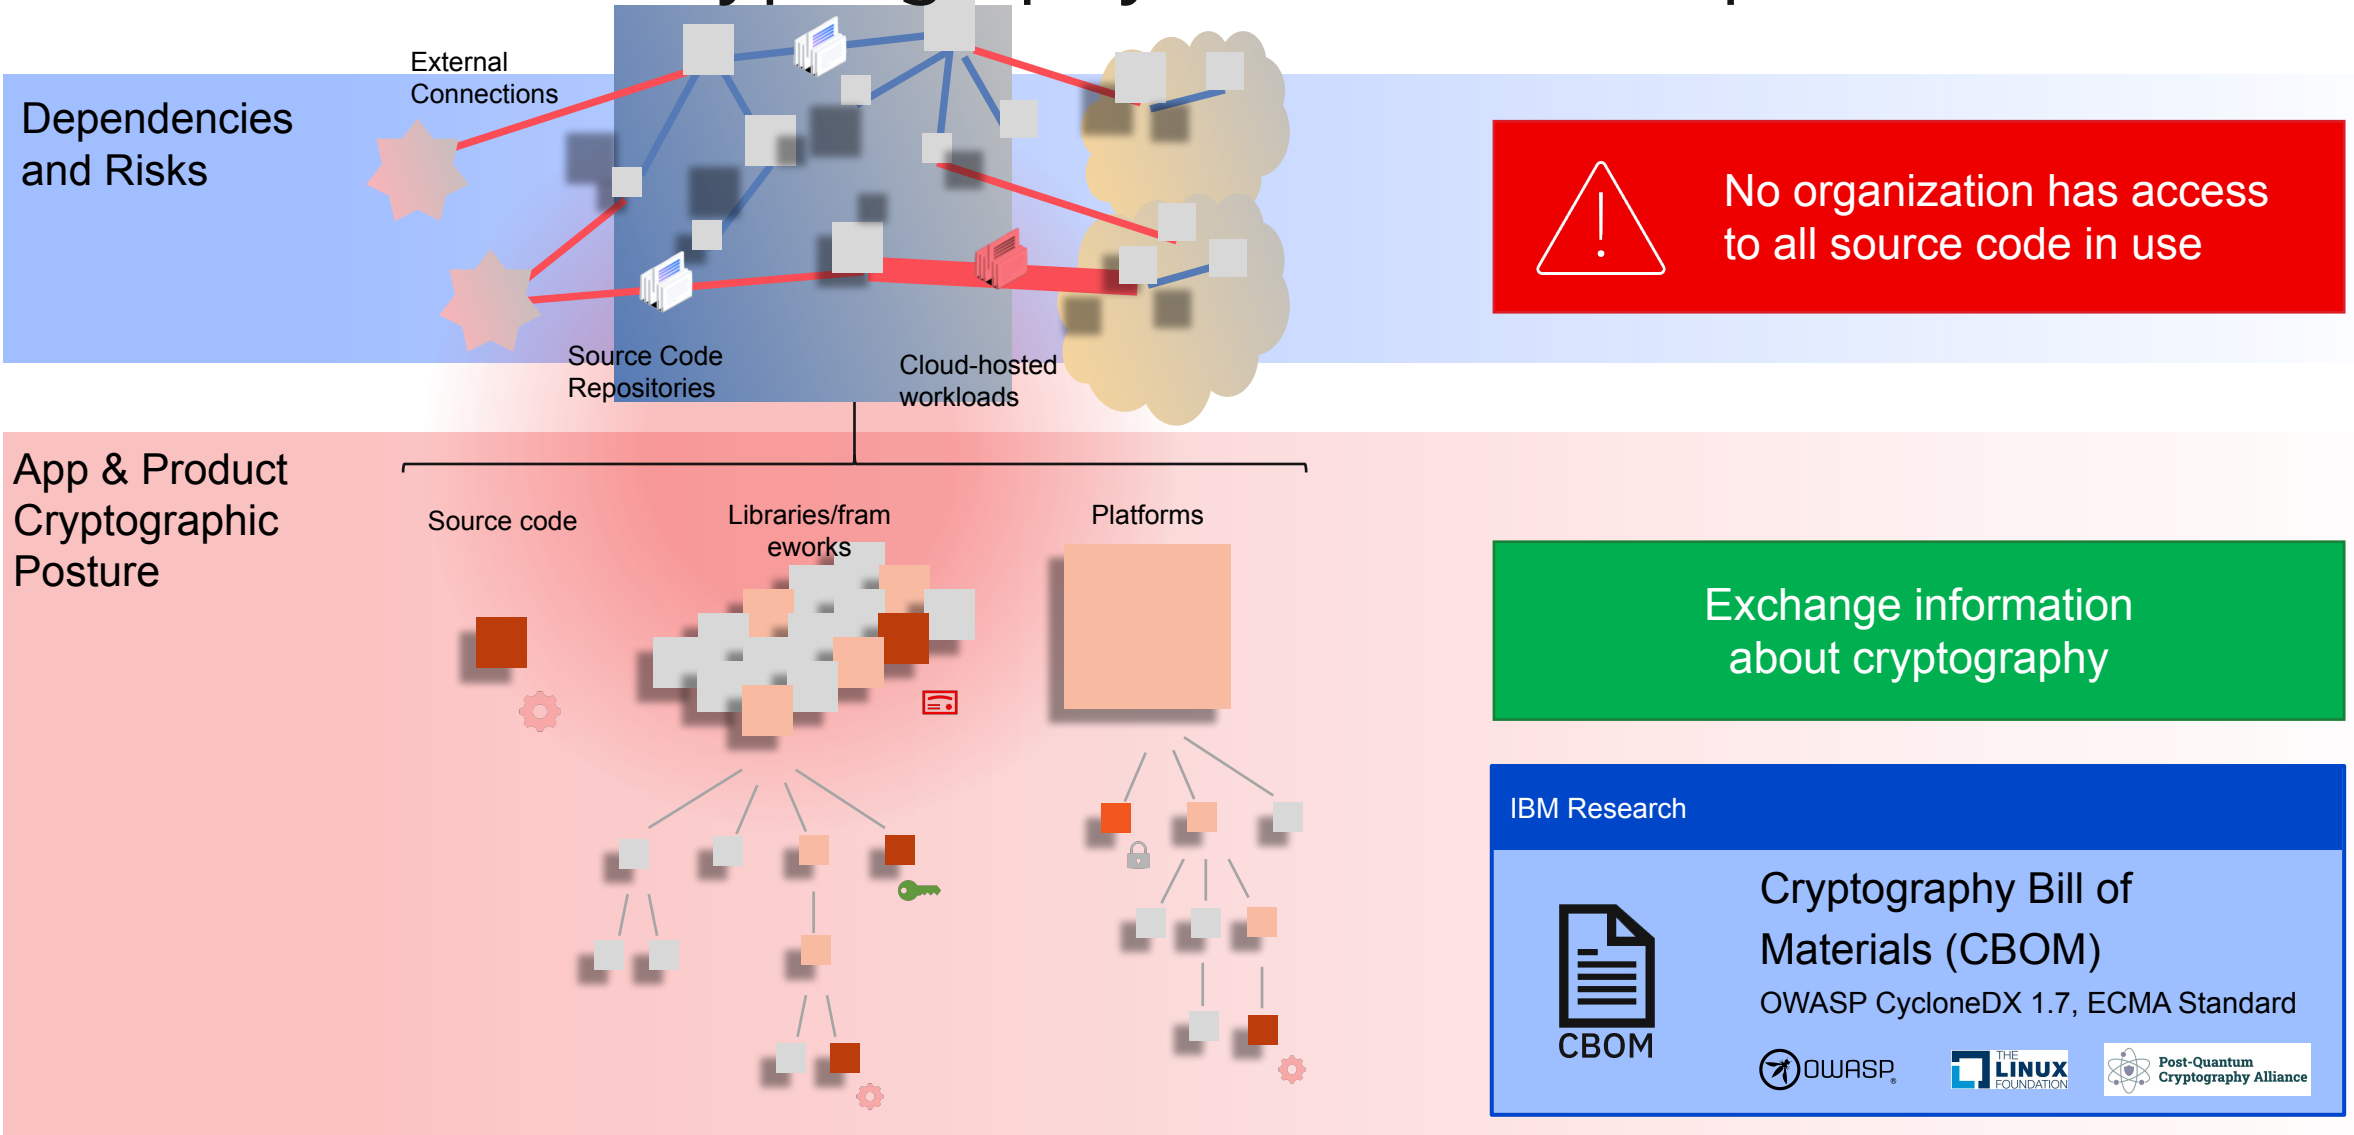 External
Connections
Dependencies
and Risks
No organization has access
to all source code in use
Source Code
Repositories
Cloud-hosted
workloads
App & Product
Cryptographic
Posture
Source code
Libraries/fram
eworks
Platforms
Exchange information
about cryptography
IBM Research
Cryptography Bill of
Materials (CBOM)
OWASP CycloneDX 1.7, ECMA Standard
CBOM
OWASP
THE
LINUX
FOUNDATION
Post-Quantum
Cryptography Alliance